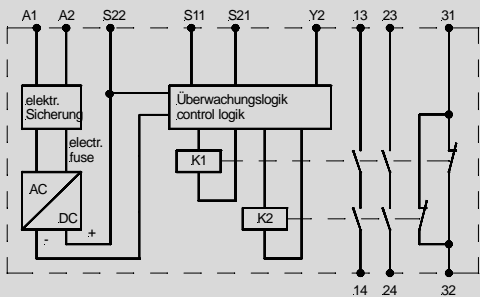 A1 A2 S22 S11 S21 Y2 13 23 31
elektr.
Sicherung
Überwachungslogik
control logik
electr.
fuse
K1
AC
DC
K2
- +
14 24 32